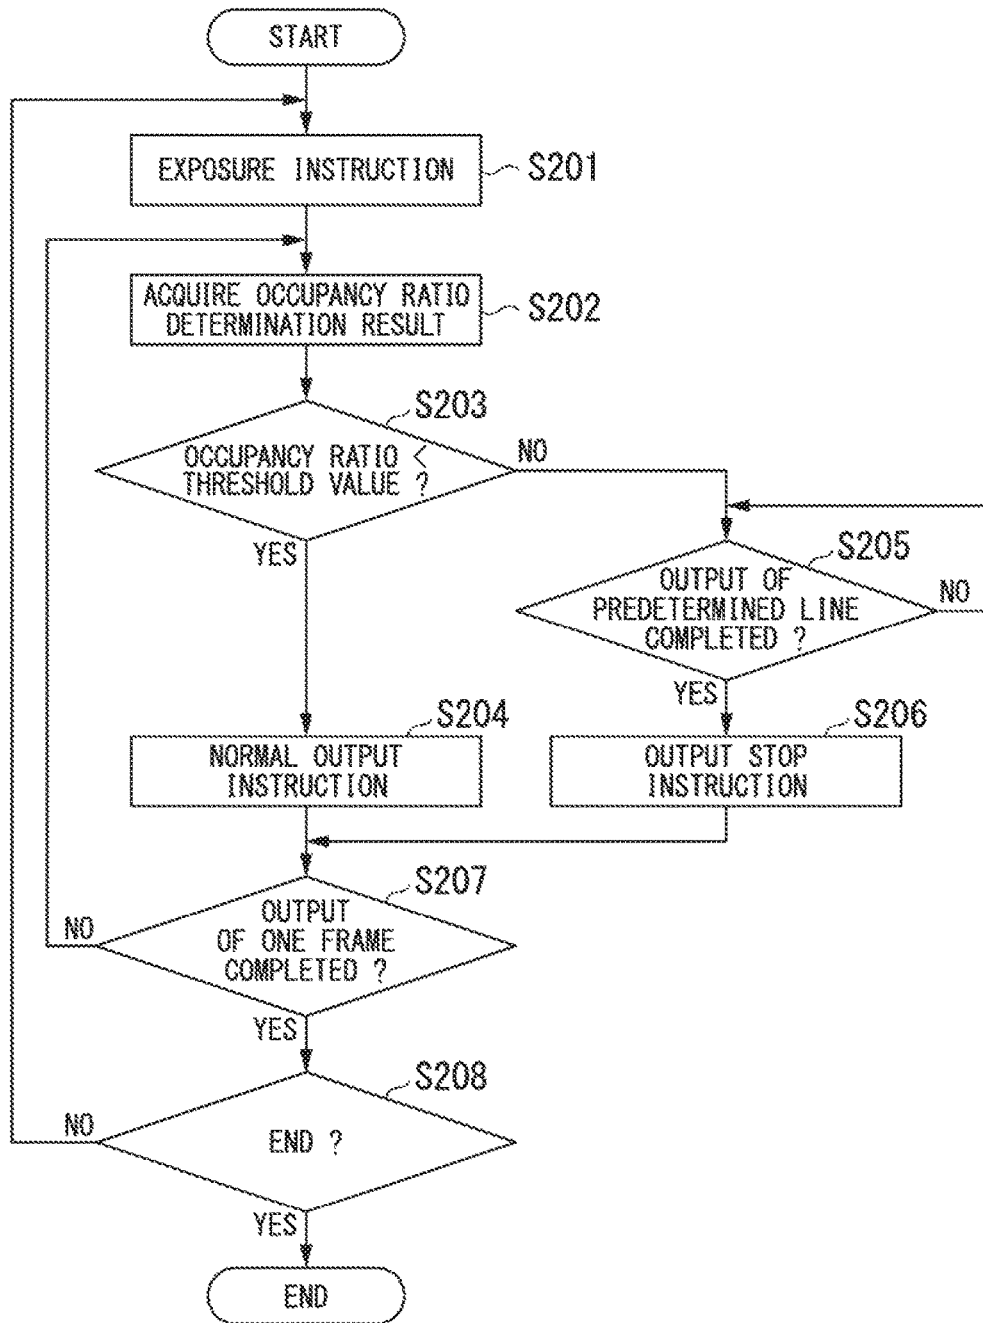 START
EXPOSURE INSTRUCTION
S201
ACQUIRE OCCUPANCY RATIO
DETERMINATION RESULT
S202
S203
OCCUPANCY RATIO <
THRESHOLD VALUE ?
NO
YES
S205
OUTPUT OF
PREDETERMINED LINE
COMPLETED ?
NO
YES
S204
NORMAL OUTPUT
INSTRUCTION
S206
OUTPUT STOP
INSTRUCTION
S207
OUTPUT
OF ONE FRAME
COMPLETED ?
NO
YES
S208
END ?
NO
YES
END